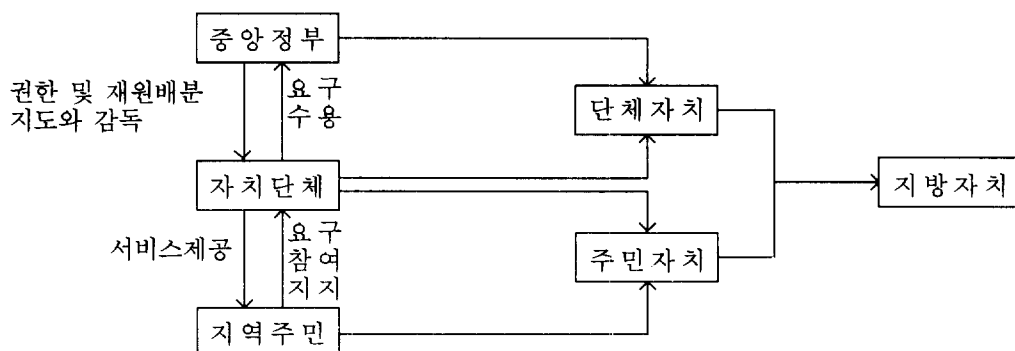 중앙정부
권한 및 재원배분
지도와 감독
요구
수용
단체자치
자치단체
지방자치
서비스제공
요구
참여
지지
주민자치
지역주민